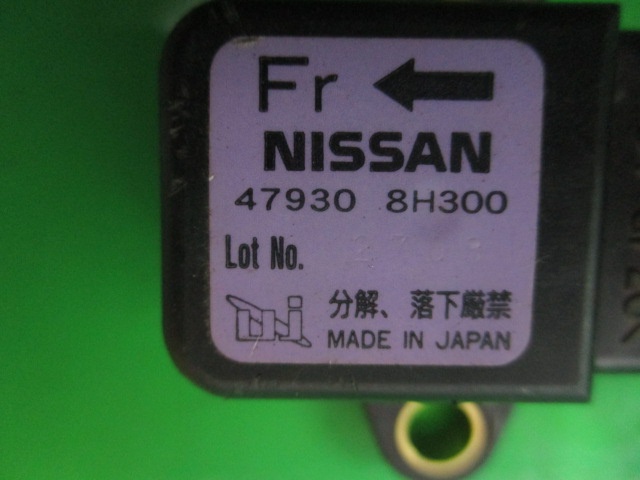 Fr ←
NISSAN
47930 8H300
Lot No.
分解、落下厳禁
MADE IN JAPAN